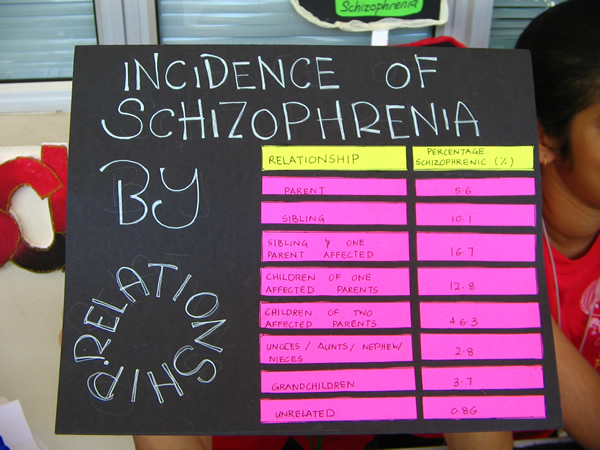 Schizophrenia
INCIDENCE OF
SCHIZOPHRENIA
BY
RELATIONSHIP.
RELATIONSHIP PERCENTAGE SCHIZOPHRENIC (%)
PARENT 5.6
SIBLING 10.1
SIBLING & ONE
PARENT AFFECTED 16.7
CHILDREN OF ONE
AFFECTED PARENTS 12.8
CHILDREN OF TWO
AFFECTED PARENTS 46.3
UNCLES / AUNTS / NEPHEW /
NIECES 2.8
GRANDCHILDREN 3.7
UNRELATED 0.86